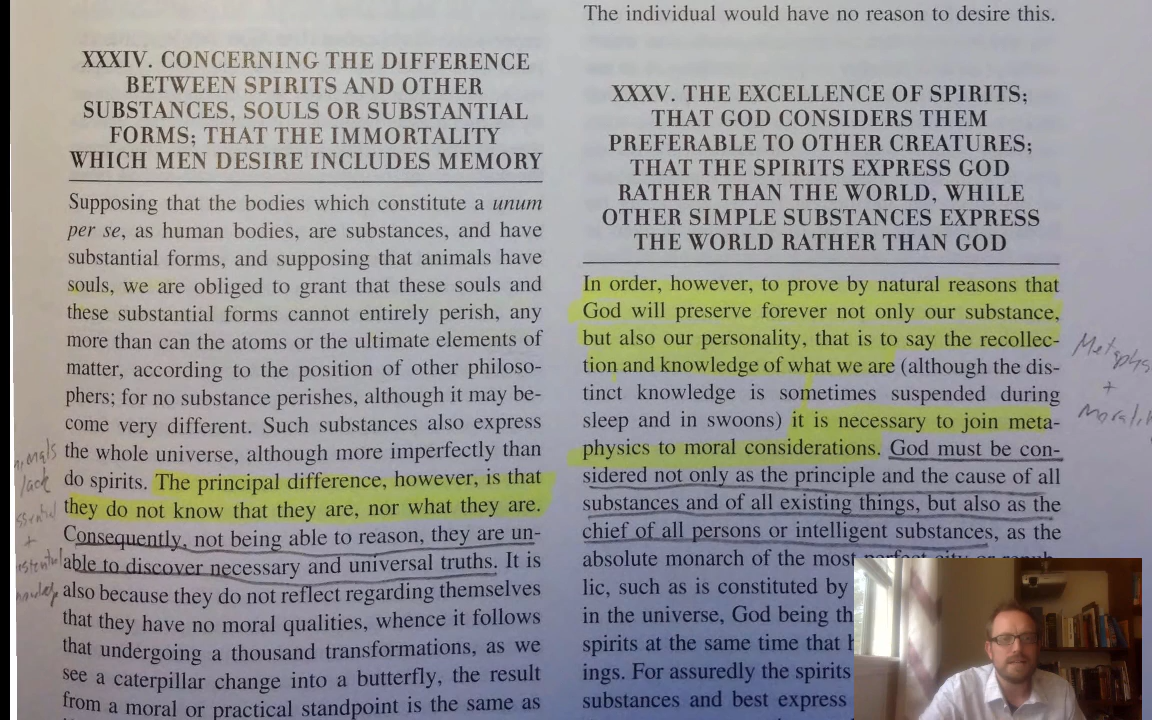 XXXIV. CONCERNING THE DIFFERENCE
BETWEEN SPIRITS AND OTHER
SUBSTANCES, SOULS OR SUBSTANTIAL
FORMS; THAT THE IMMORTALITY
WHICH MEN DESIRE INCLUDES MEMORY
Supposing that the bodies which constitute a unum
per se, as human bodies, are substances, and have
substantial forms, and supposing that animals have
souls, we are obliged to grant that these souls and
these substantial forms cannot entirely perish, any
more than can the atoms or the ultimate elements of
matter, according to the position of other philoso-
phers; for no substance perishes, although it may be-
come very different. Such substances also express
the whole universe, although more imperfectly than
do spirits. The principal difference, however, is that
they do not know that they are, nor what they are.
Consequently, not being able to reason, they are un-
able to discover necessary and universal truths. It is
also because they do not reflect regarding themselves
that they have no moral qualities, whence it follows
that undergoing a thousand transformations, as we
see a caterpillar change into a butterfly, the result
from a moral or practical standpoint is the same as
lack
+
The individual would have no reason to desire this.
XXXV. THE EXCELLENCE OF SPIRITS;
THAT GOD CONSIDERS THEM
PREFERABLE TO OTHER CREATURES;
THAT THE SPIRITS EXPRESS GOD
RATHER THAN THE WORLD, WHILE
OTHER SIMPLE SUBSTANCES EXPRESS
THE WORLD RATHER THAN GOD
In order, however, to prove by natural reasons that
God will preserve forever not only our substance,
but also our personality, that is to say the recollec-
tion and knowledge of what we are (although the dis-
tinct knowledge is sometimes suspended during
sleep and in swoons) it is necessary to join meta-
physics to moral considerations. God must be con-
sidered not only as the principle and the cause of all
substances and of all existing things, but also as the
chief of all persons or intelligent substances, as the
absolute monarch of the most
lic, such as is constituted by
in the universe, God being th
spirits at the same time that
ings. For assuredly the spirits
substances and best express
Metaphys
+